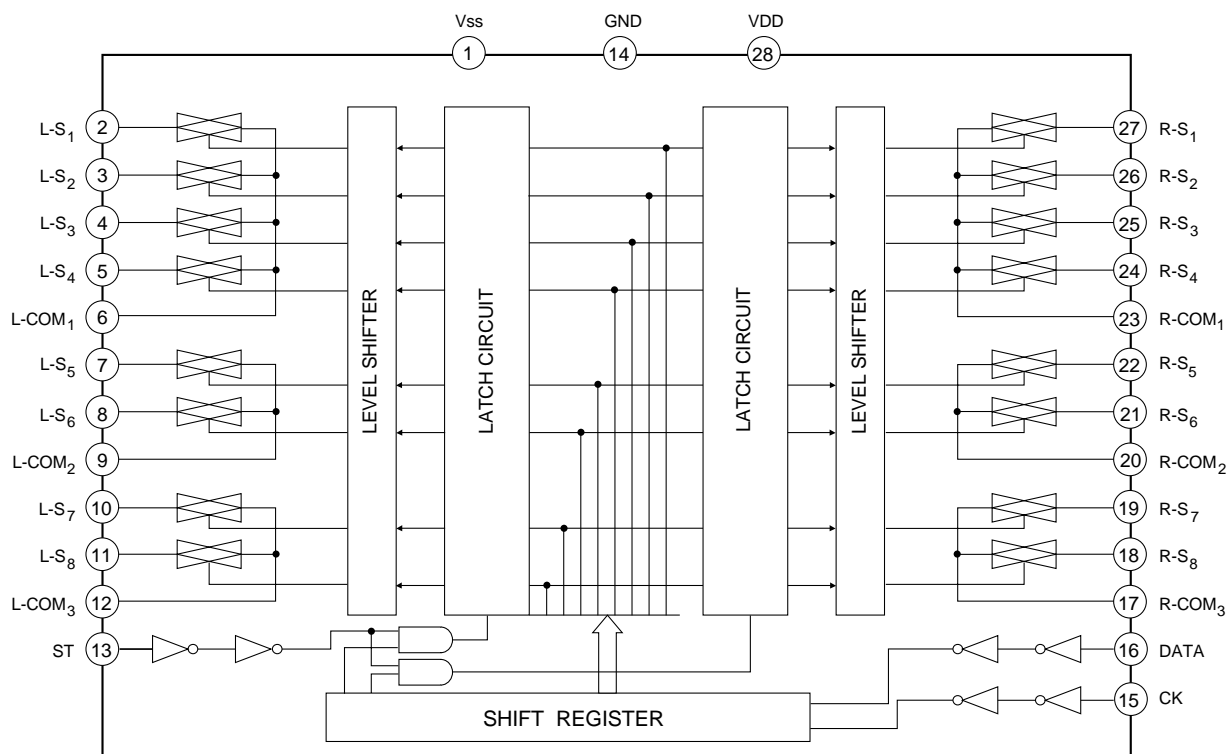 Vss GND VDD
1 14 28
L-S1 2 27 R-S1
L-S2 3 26 R-S2
L-S3 4 25 R-S3
L-S4 5 24 R-S4
L-COM1 6 23 R-COM1
L-S5 7 22 R-S5
L-S6 8 21 R-S6
L-COM2 9 20 R-COM2
L-S7 10 19 R-S7
L-S8 11 18 R-S8
L-COM3 12 17 R-COM3
ST 13 16 DATA
15 CK
LEVEL SHIFTER
LATCH CIRCUIT
LATCH CIRCUIT
LEVEL SHIFTER
SHIFT REGISTER